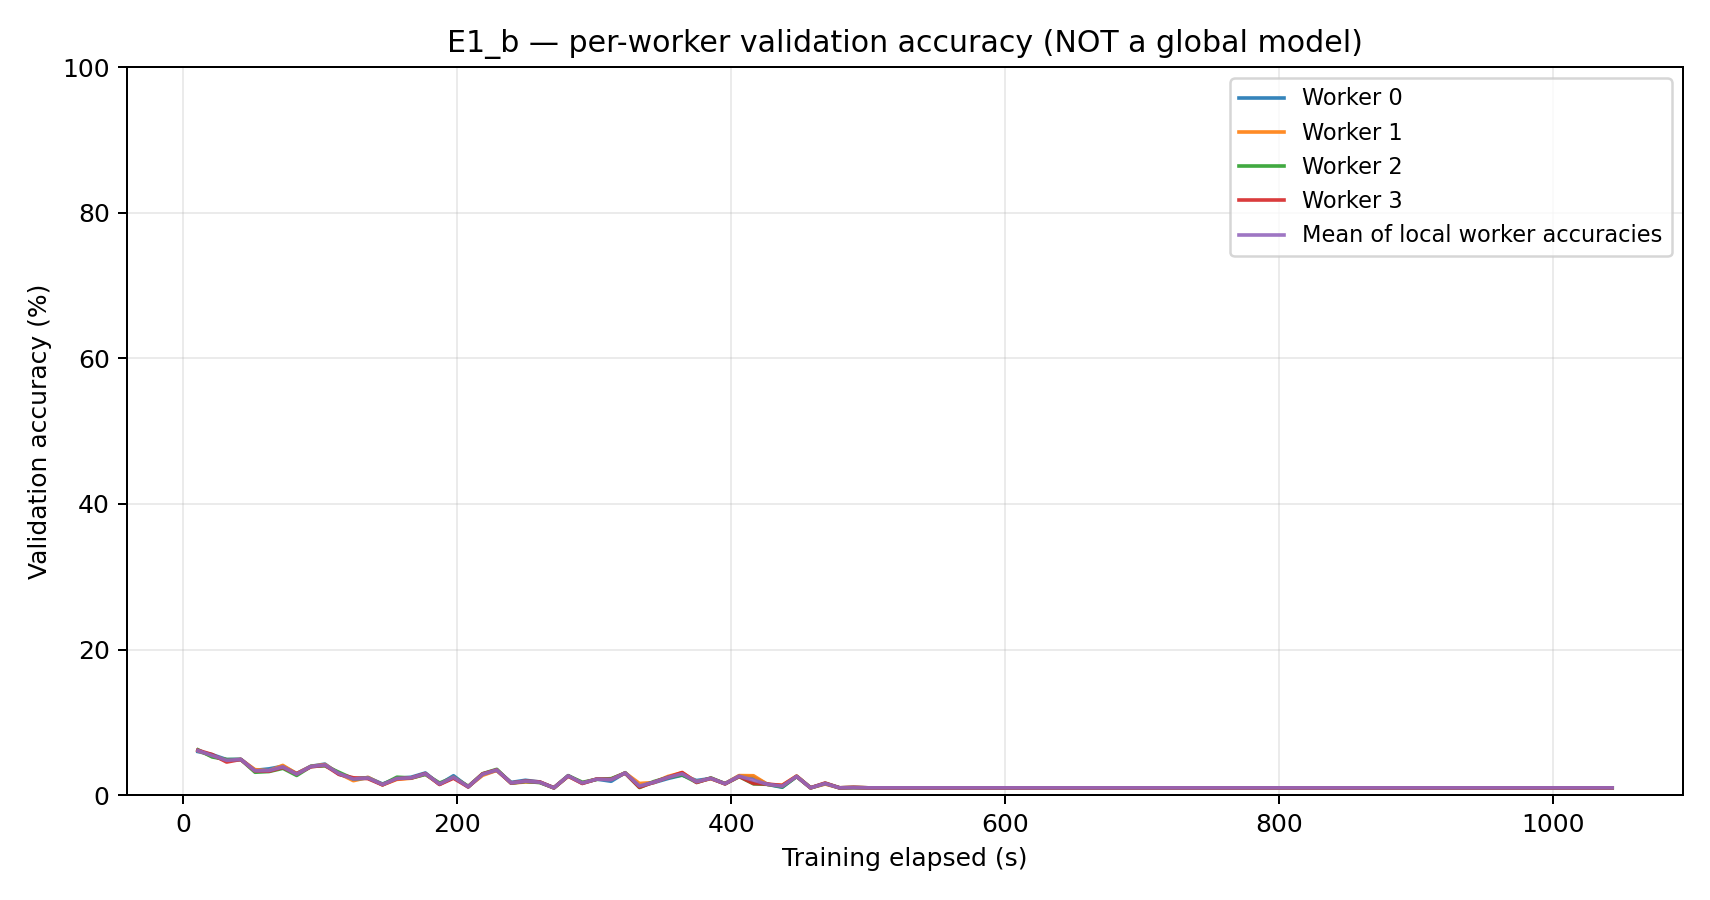 E1_b — per-worker validation accuracy (NOT a global model)
100
80
60
40
20
0
Validation accuracy (%)
Worker 0
Worker 1
Worker 2
Worker 3
Mean of local worker accuracies
0 200 400 600 800 1000
Training elapsed (s)